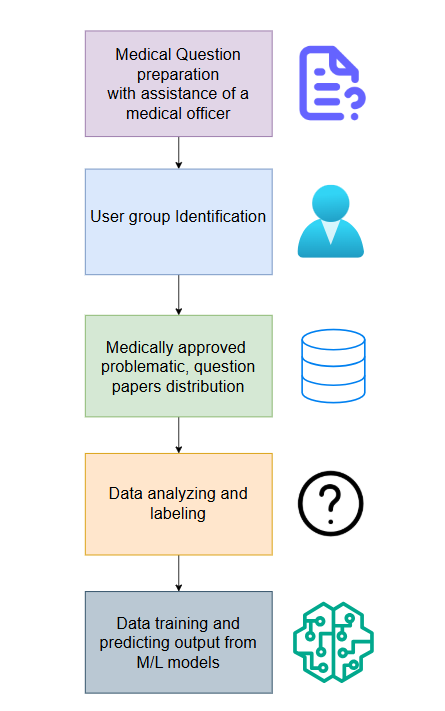 Medical Question
preparation
with assistance of a
medical officer
User group Identification
Medically approved
problematic, question
papers distribution
Data analyzing and
labeling
Data training and
predicting output from
M/L models